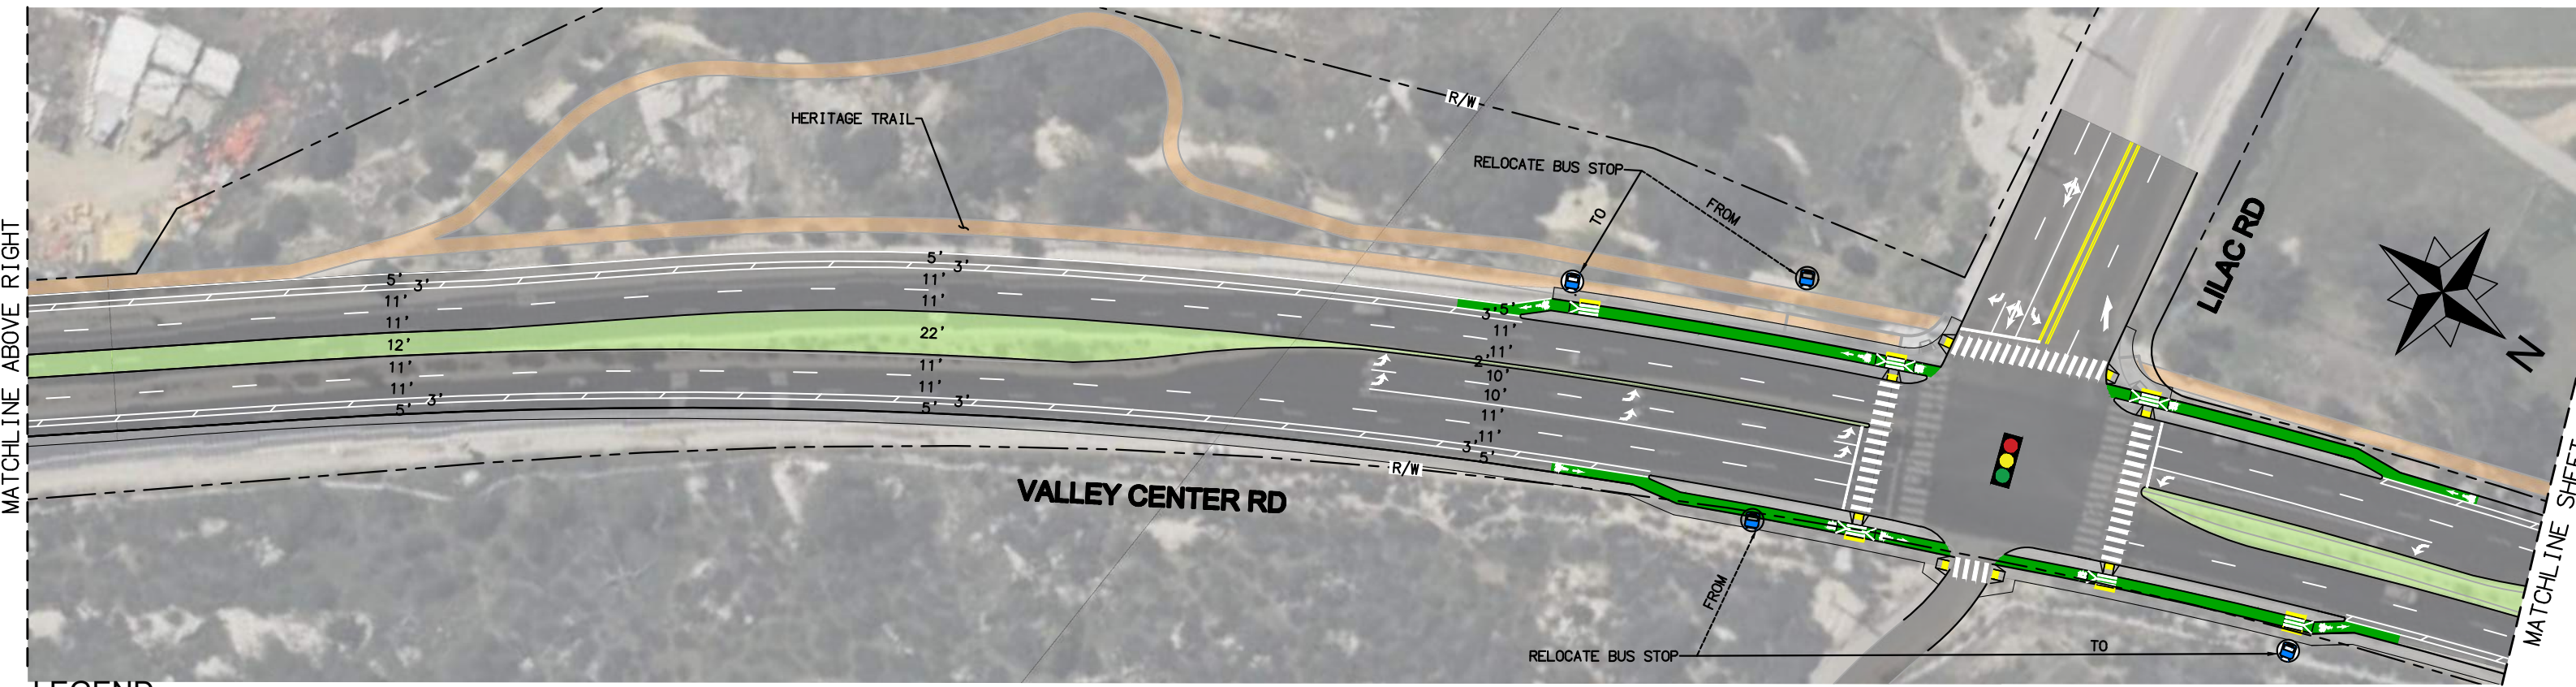 MATCHLINE ABOVE RIGHT
HERITAGE TRAIL
R/W
RELOCATE BUS STOP
TO
FROM
LILAC RD
N
5'
3'
11'
11'
12'
11'
11'
3'
5'
5'
3'
11'
11'
22'
11'
11'
3'
5'
3'
5'
11'
11'
2'
10'
10'
11'
11'
3'
5'
R/W
VALLEY CENTER RD
FROM
RELOCATE BUS STOP
TO
MATCHLINE SHEET
LEGEND